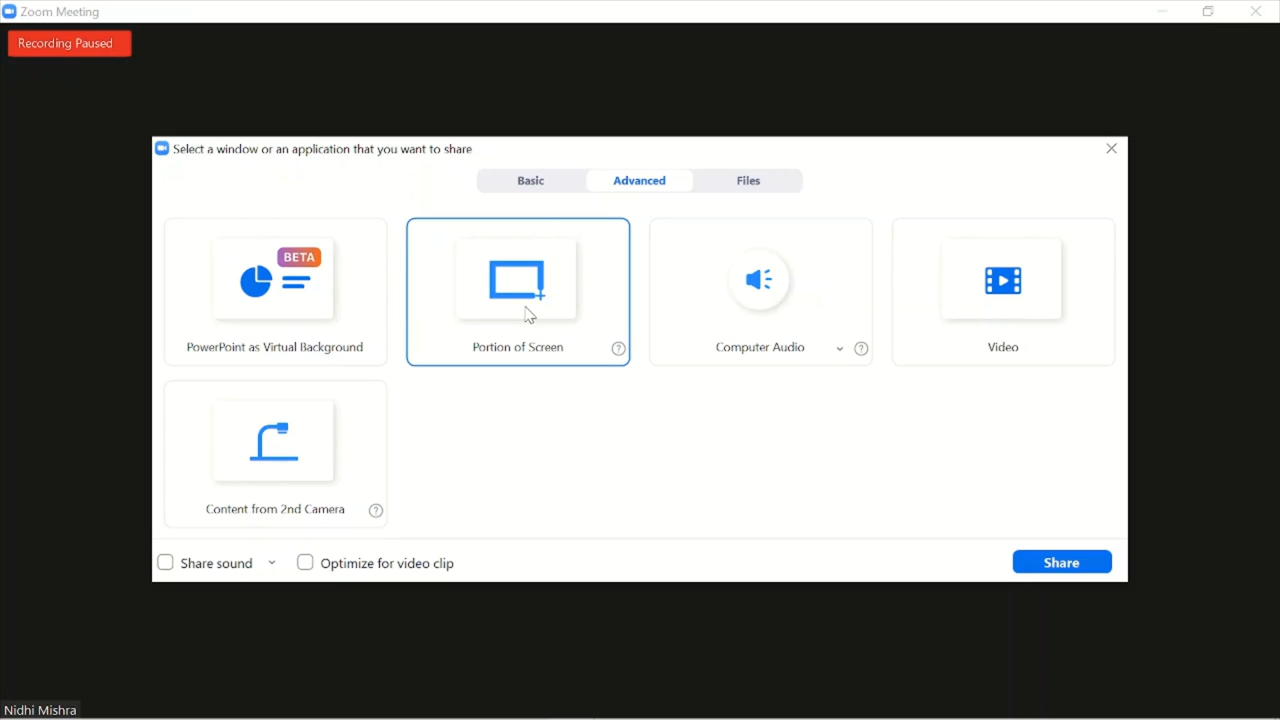 Zoom Meeting
Recording Paused
Select a window or an application that you want to share
Basic
Advanced
Files
BETA
PowerPoint as Virtual Background
Portion of Screen
?
Computer Audio
?
Video
Content from 2nd Camera
?
Share sound
Optimize for video clip
Share
Nidhi Mishra